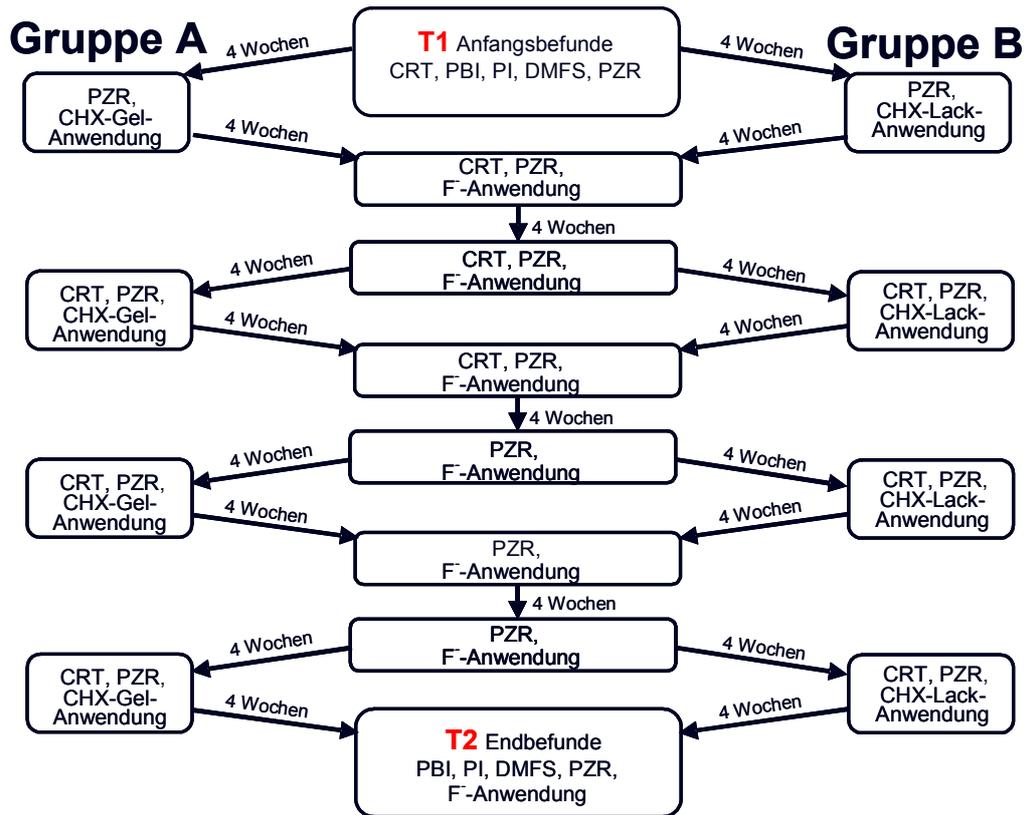 Gruppe A
Gruppe B
T1 Anfangsbefunde
CRT, PBI, PI, DMFS, PZR
4 Wochen
4 Wochen
PZR,
CHX-Gel-
Anwendung
PZR,
CHX-Lack-
Anwendung
4 Wochen
4 Wochen
CRT, PZR,
F⁻-Anwendung
4 Wochen
CRT, PZR,
F⁻-Anwendung
4 Wochen
4 Wochen
CRT, PZR,
CHX-Gel-
Anwendung
CRT, PZR,
CHX-Lack-
Anwendung
4 Wochen
4 Wochen
CRT, PZR,
F⁻-Anwendung
4 Wochen
PZR,
F⁻-Anwendung
4 Wochen
4 Wochen
CRT, PZR,
CHX-Gel-
Anwendung
CRT, PZR,
CHX-Lack-
Anwendung
4 Wochen
4 Wochen
PZR,
F⁻-Anwendung
4 Wochen
PZR,
F⁻-Anwendung
4 Wochen
4 Wochen
CRT, PZR,
CHX-Gel-
Anwendung
CRT, PZR,
CHX-Lack-
Anwendung
4 Wochen
4 Wochen
T2 Endbefunde
PBI, PI, DMFS, PZR,
F⁻-Anwendung